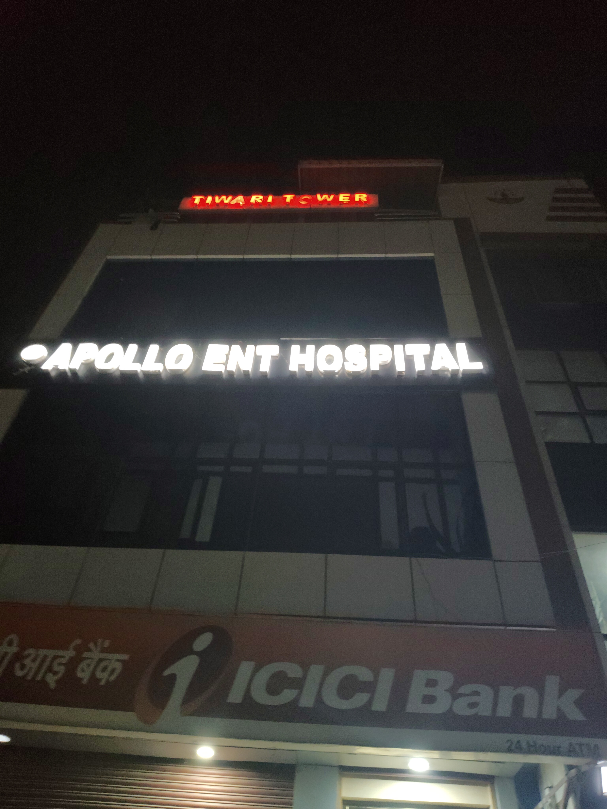 TIWARI TOWER
APOLLO ENT HOSPITAL
आई बैंक
i ICICI Bank
24 Hour ATM